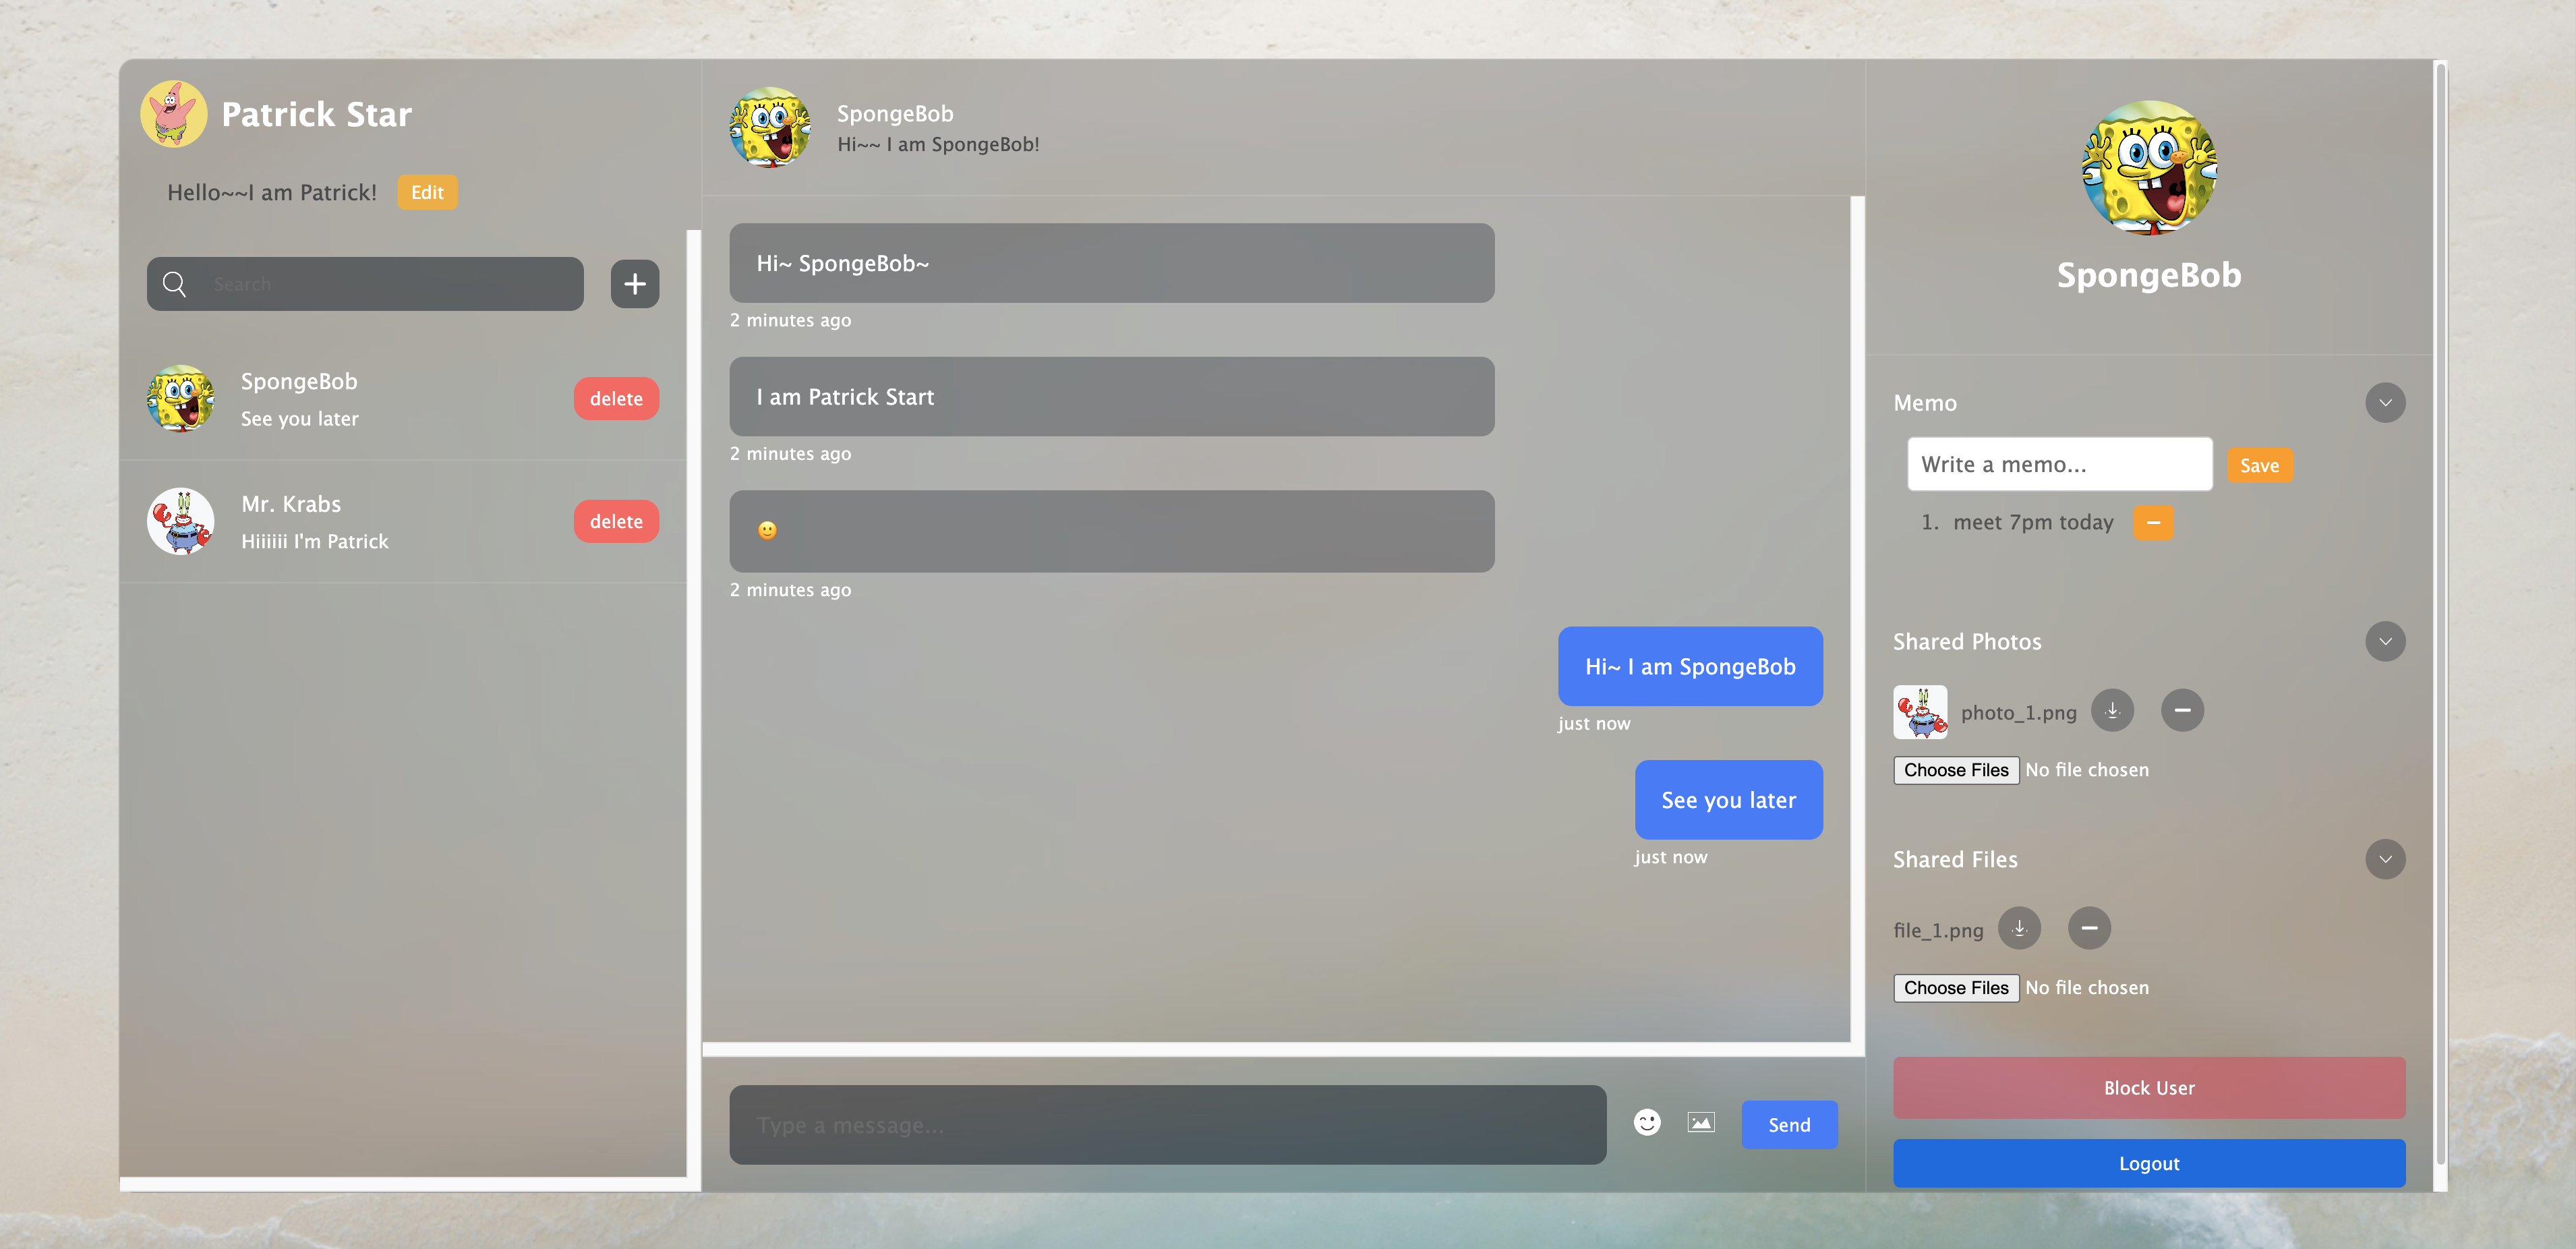 Patrick Star
Hello~~I am Patrick!
Edit
Search
SpongeBob
See you later
delete
Mr. Krabs
Hiiiiii I'm Patrick
delete
SpongeBob
Hi~~ I am SpongeBob!
Hi~ SpongeBob~
2 minutes ago
I am Patrick Start
2 minutes ago
2 minutes ago
Hi~ I am SpongeBob
just now
See you later
just now
Type a message...
Send
SpongeBob
Memo
Write a memo...
Save
1. meet 7pm today
Shared Photos
photo_1.png
Choose Files No file chosen
Shared Files
file_1.png
Choose Files No file chosen
Block User
Logout